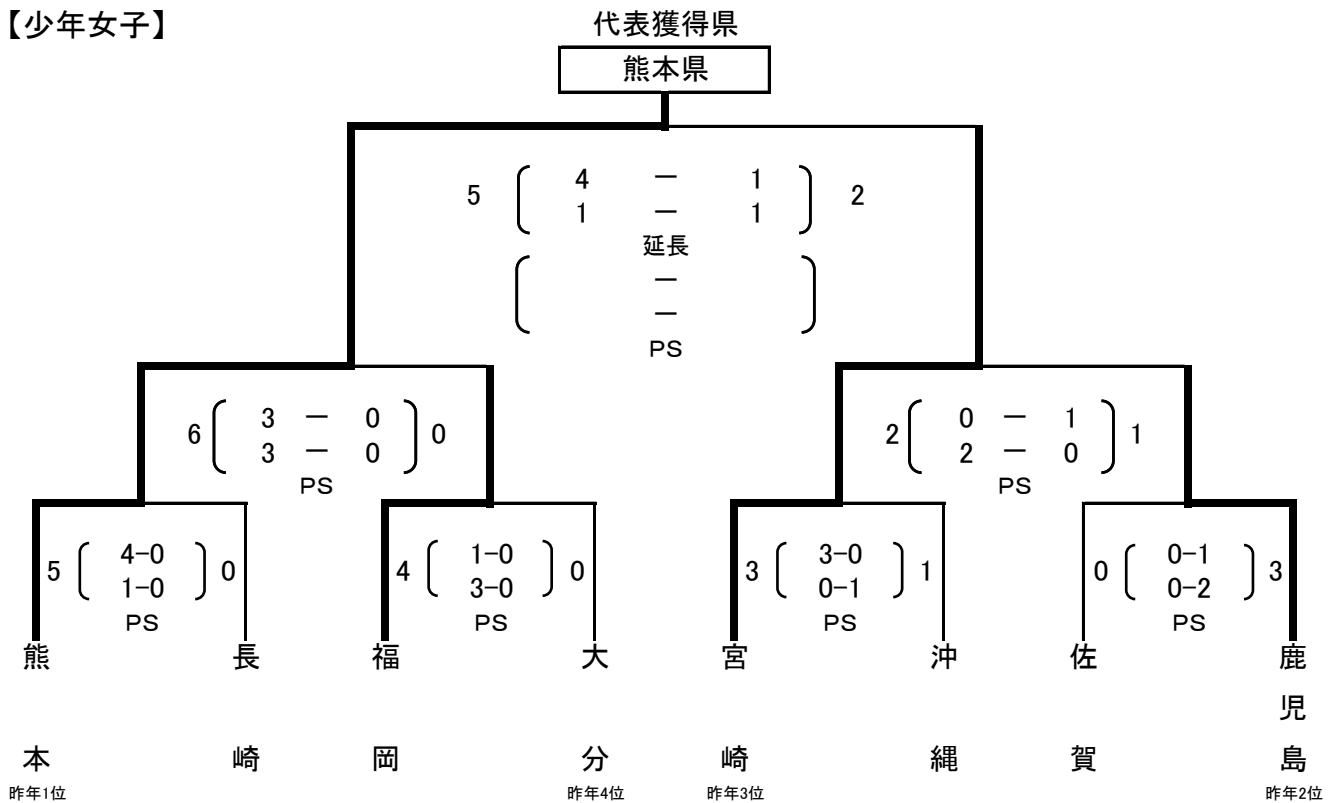 【少年女子】
代表獲得県
熊本県
5 4 ー 1 2
1 ー 1
延長
ー
ー
PS
6 3 ー 0 0
3 ー 0
PS
2 0 ー 1 1
2 ー 0
PS
5 4-0 0
1-0
PS
4 1-0 0
3-0
PS
3 3-0 1
0-1
PS
0 0-1 3
0-2
PS
熊本
昨年1位
長崎
福岡
大分
昨年4位
宮崎
昨年3位
沖縄
佐賀
鹿児島
昨年2位